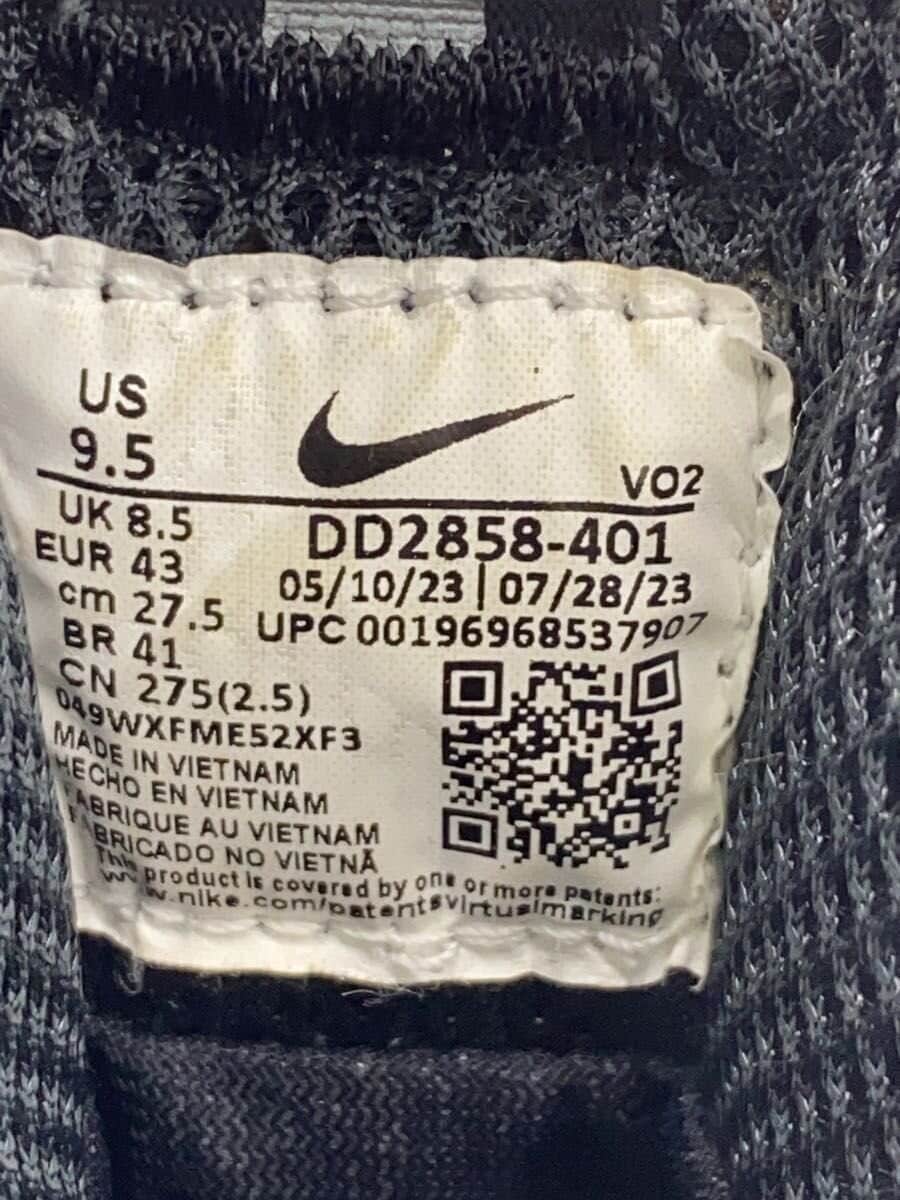 US
9.5
VO2
UK 8.5
EUR 43
cm 27.5
BR 41
CN 275(2.5)
DD2858-401
05/10/23 | 07/28/23
UPC 00196968537907
049WXFME52XF3
MADE IN VIETNAM
HECHO EN VIETNAM
FABRIQUE AU VIETNAM
FABRICADO NO VIETNÃ
This product is covered by one or more patents:
www.nike.com/patentsvirtualmarking